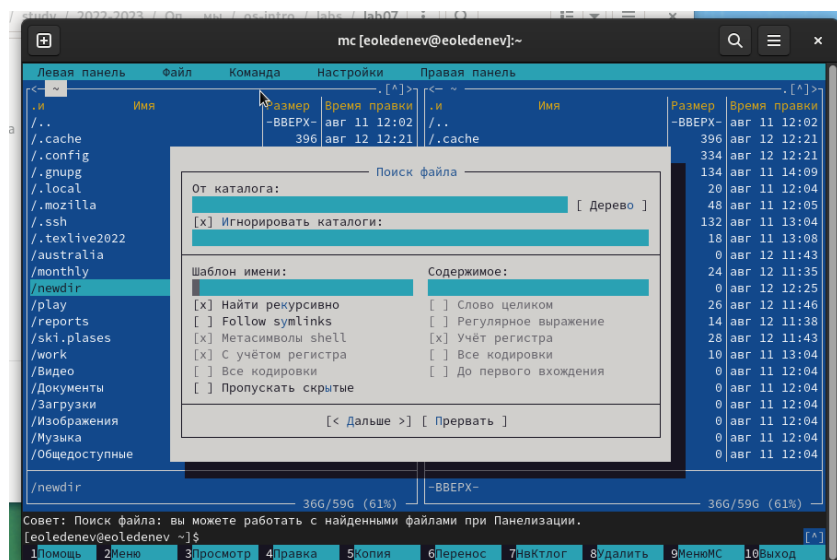 study / 2022-2023 / Оп… …мы / os-intro / labs / lab07
mc [eoledenev@eoledenev]:~
Левая панель Файл Команда Настройки Правая панель
<— ~ .[^]> <— ~ .[^]>
.и Имя Размер Время правки .и Имя Размер Время правки
/.. -ВВЕРХ- авг 11 12:02 /.. -ВВЕРХ- авг 11 12:02
/.cache 396 авг 12 12:21 /.cache 396 авг 12 12:21
/.config 334 авг 12 12:21
/.gnupg 134 авг 11 14:09
/.local 20 авг 11 12:04
/.mozilla 48 авг 11 12:05
/.ssh 132 авг 11 13:04
/.texlive2022 18 авг 11 13:08
/australia 0 авг 12 11:43
/monthly 24 авг 12 11:35
/newdir 0 авг 12 12:25
/play 26 авг 12 11:46
/reports 14 авг 12 11:38
/ski.plases 28 авг 12 11:43
/work 10 авг 11 13:04
/Видео 0 авг 11 12:04
/Документы 0 авг 11 12:04
/Загрузки 0 авг 11 12:04
/Изображения 0 авг 11 12:04
/Музыка 0 авг 11 12:04
/Общедоступные 0 авг 11 12:04
Поиск файла
От каталога:
[ Дерево ]
[x] Игнорировать каталоги:
Шаблон имени: Содержимое:
[x] Найти рекурсивно [ ] Слово целиком
[ ] Follow symlinks [ ] Регулярное выражение
[x] Метасимволы shell [x] Учёт регистра
[x] С учётом регистра [ ] Все кодировки
[ ] Все кодировки [ ] До первого вхождения
[ ] Пропускать скрытые
[< Дальше >] [ Прервать ]
/newdir -ВВЕРХ-
36G/59G (61%) 36G/59G (61%)
Совет: Поиск файла: вы можете работать с найденными файлами при Панелизации.
[eoledenev@eoledenev ~]$ [^]
1Помощь 2Меню 3Просмотр 4Правка 5Копия 6Перенос 7НвКтлог 8Удалить 9МенюМС 10Выход